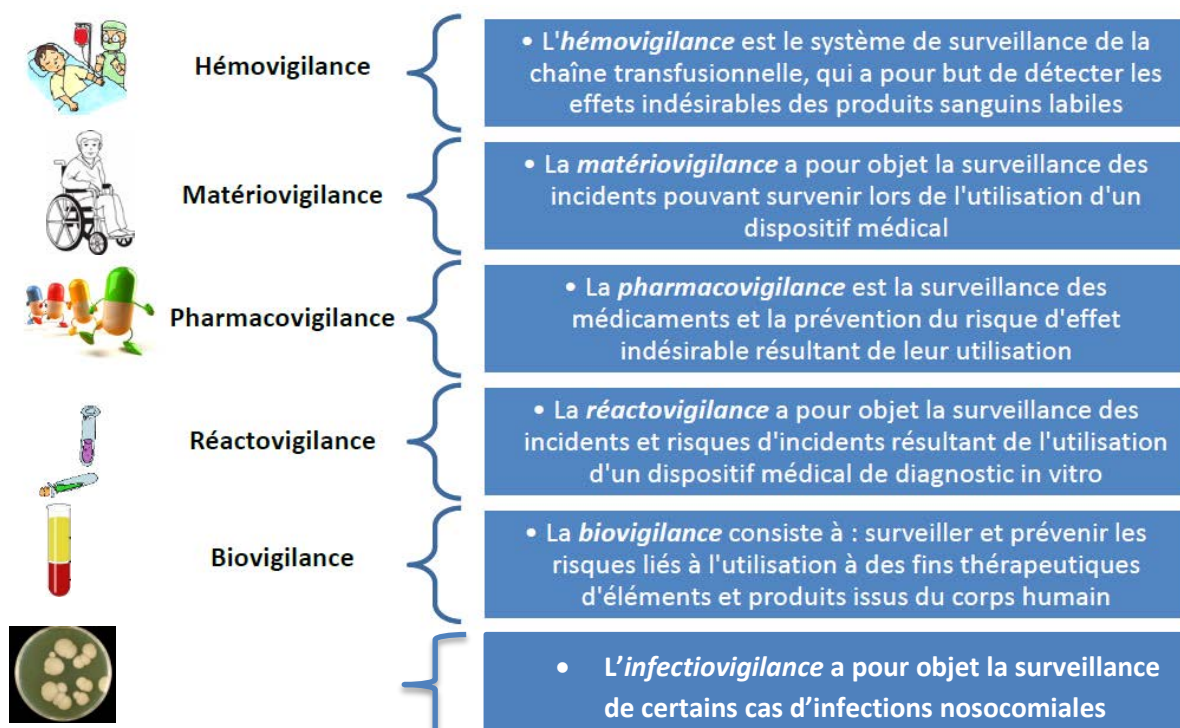 Hémovigilance
• L'hémovigilance est le système de surveillance de la
chaîne transfusionnelle, qui a pour but de détecter les
effets indésirables des produits sanguins labiles
Matériovigilance
• La matériovigilance a pour objet la surveillance des
incidents pouvant survenir lors de l'utilisation d'un
dispositif médical
Pharmacovigilance
• La pharmacovigilance est la surveillance des
médicaments et la prévention du risque d'effet
indésirable résultant de leur utilisation
Réactovigilance
• La réactovigilance a pour objet la surveillance des
incidents et risques d'incidents résultant de l'utilisation
d'un dispositif médical de diagnostic in vitro
Biovigilance
• La biovigilance consiste à : surveiller et prévenir les
risques liés à l'utilisation à des fins thérapeutiques
d'éléments et produits issus du corps humain
• L'infectiovigilance a pour objet la surveillance
de certains cas d'infections nosocomiales